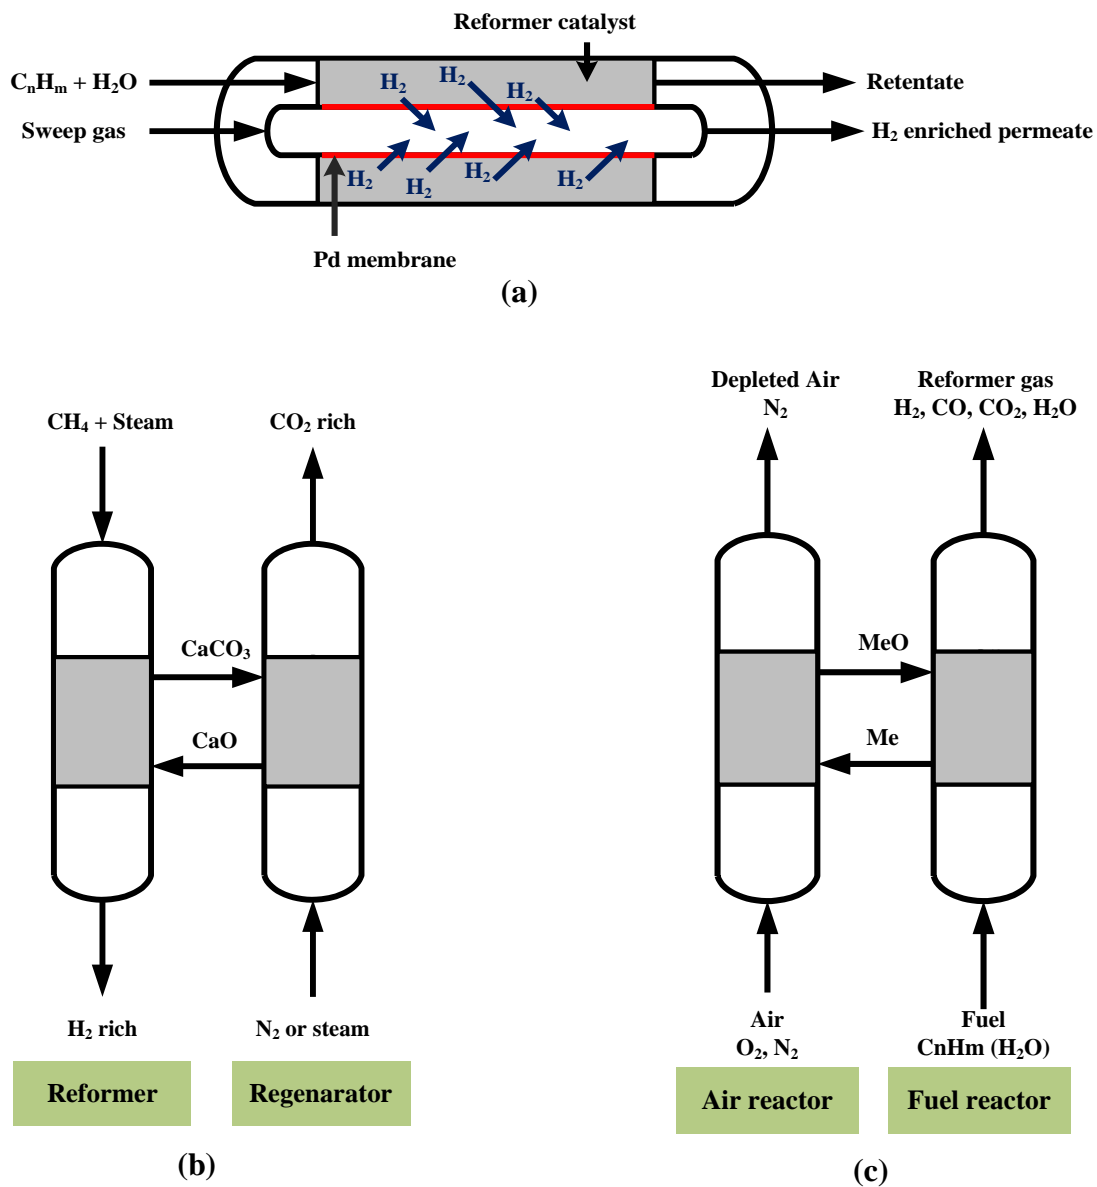 Reformer catalyst
CₙHₘ + H₂O
H₂
H₂
H₂
Retentate
Sweep gas
H₂ enriched permeate
H₂
H₂
H₂
H₂
Pd membrane
(a)
CH₄ + Steam
CO₂ rich
CaCO₃
CaO
H₂ rich
N₂ or steam
Reformer
Regenarator
(b)
Depleted Air
N₂
Reformer gas
H₂, CO, CO₂, H₂O
MeO
Me
Air
O₂, N₂
Fuel
CnHm (H₂O)
Air reactor
Fuel reactor
(c)